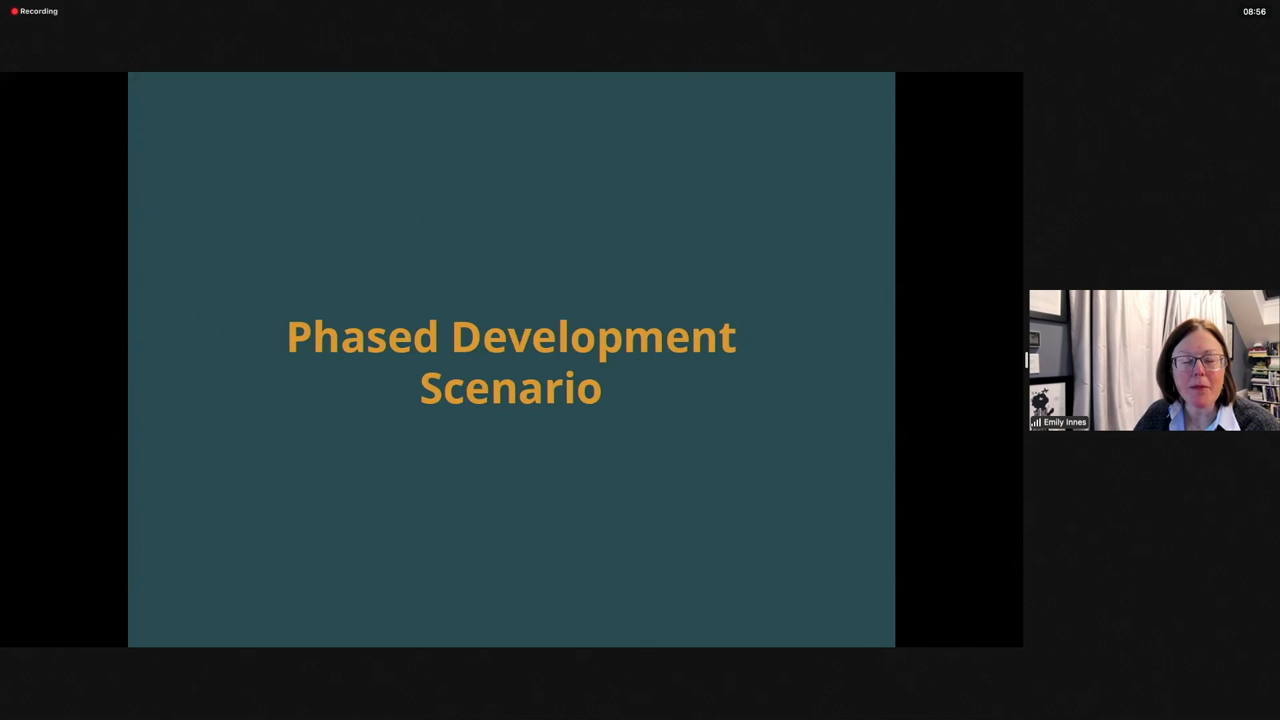 Recording
08:56
Phased Development
Scenario
Emily Innes